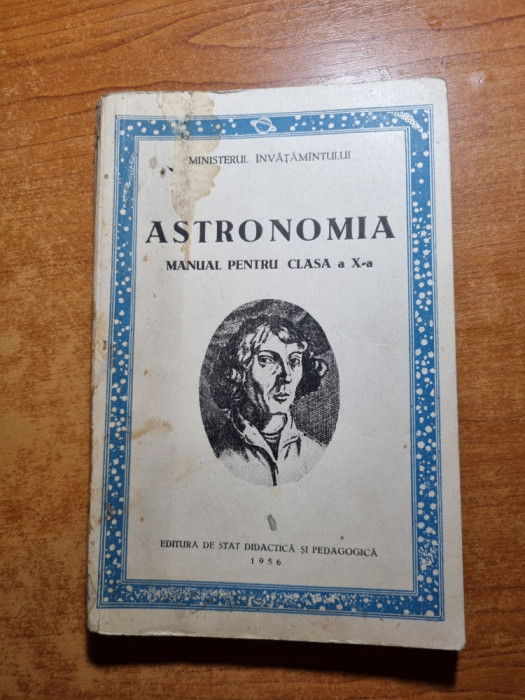 MINISTERUL ÎNVĂȚĂMÎNTULUI
ASTRONOMIA
MANUAL PENTRU CLASA a X-a
EDITURA DE STAT DIDACTICĂ ȘI PEDAGOGICĂ
1956